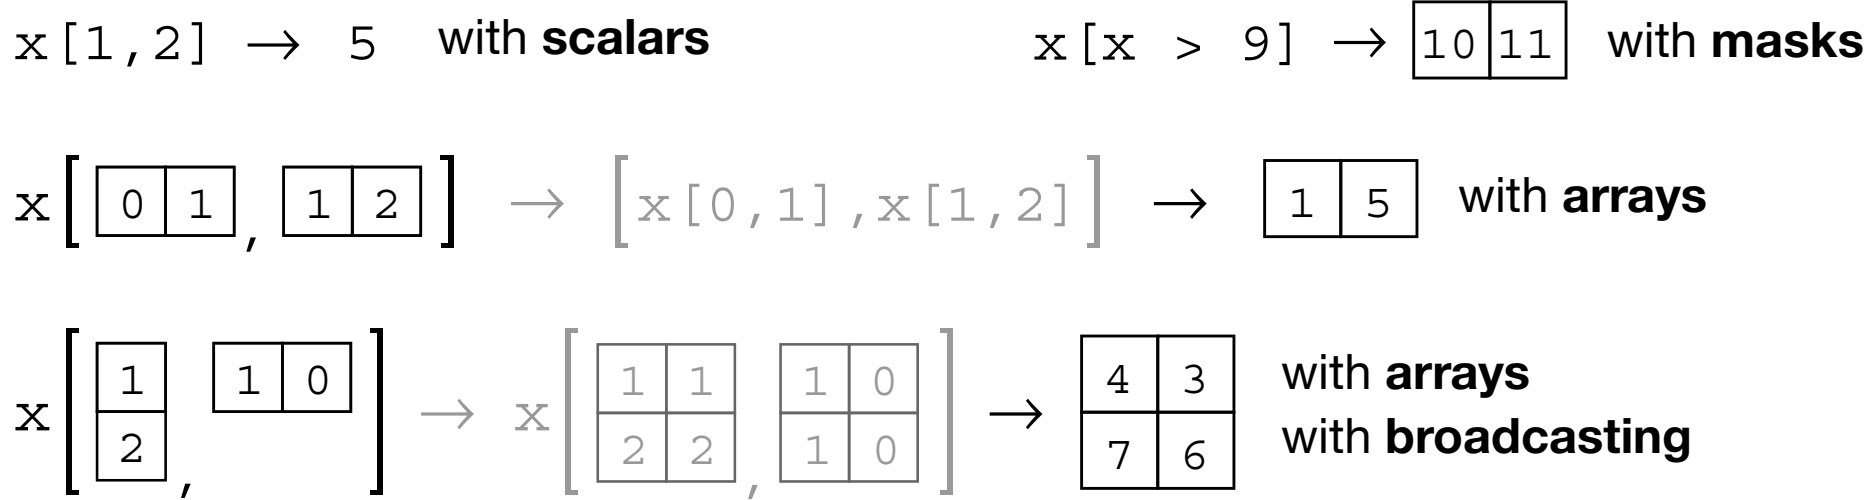 x[1,2] → 5 with scalars
x[x > 9] → 10 11 with masks
x[ 0 1 , 1 2 ] → [x[0,1],x[1,2]] → 1 5 with arrays
x[ 1 , 1 0 ] → x[ 1 1 , 1 0 ] → 4 3 with arrays
2 2 2 1 0 7 6 with broadcasting